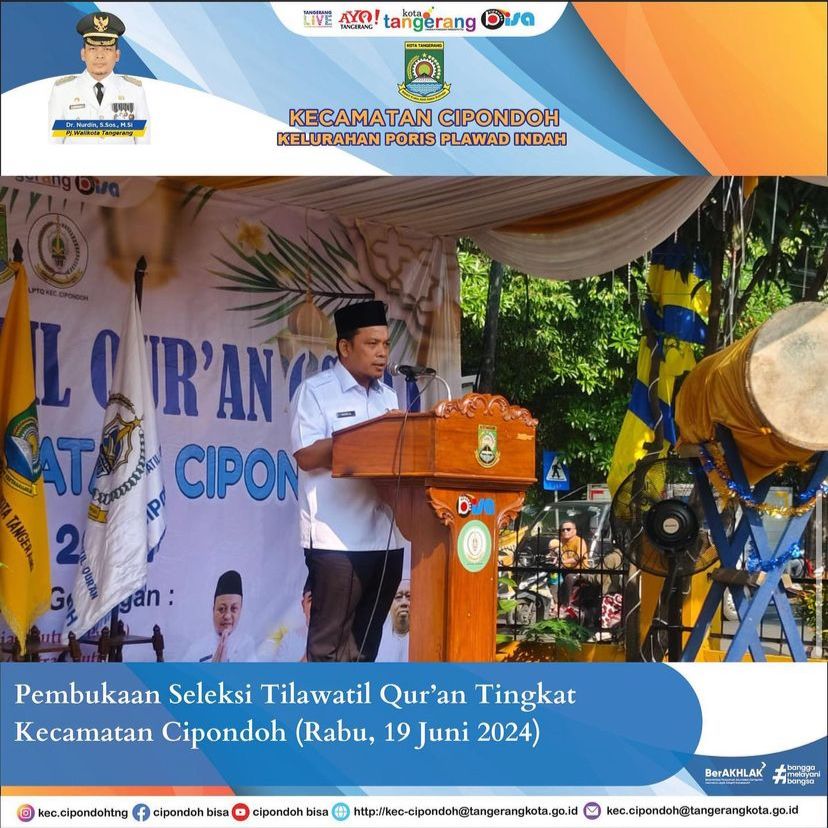 TANGERANG
LIVE
AYO!
TANGERANG
kota
tangerang
Bisa
KOTA TANGERANG
KECAMATAN CIPONDOH
KELURAHAN PORIS PLAWAD INDAH
Dr. Nurdin, S.Sos., M.Si
Pj.Walikota Tangerang
Bisa
LPTQ KEC.CIPONDOH
IL QUR'AN
CIPON
Bisa
Pembukaan Seleksi Tilawatil Qur'an Tingkat
Kecamatan Cipondoh (Rabu, 19 Juni 2024)
BerAKHLAK
#bangga
melayani
bangsa
kec.cipondohtng
cipondoh bisa
cipondoh bisa
http://kec-cipondoh@tangerangkota.go.id
kec.cipondoh@tangerangkota.go.id